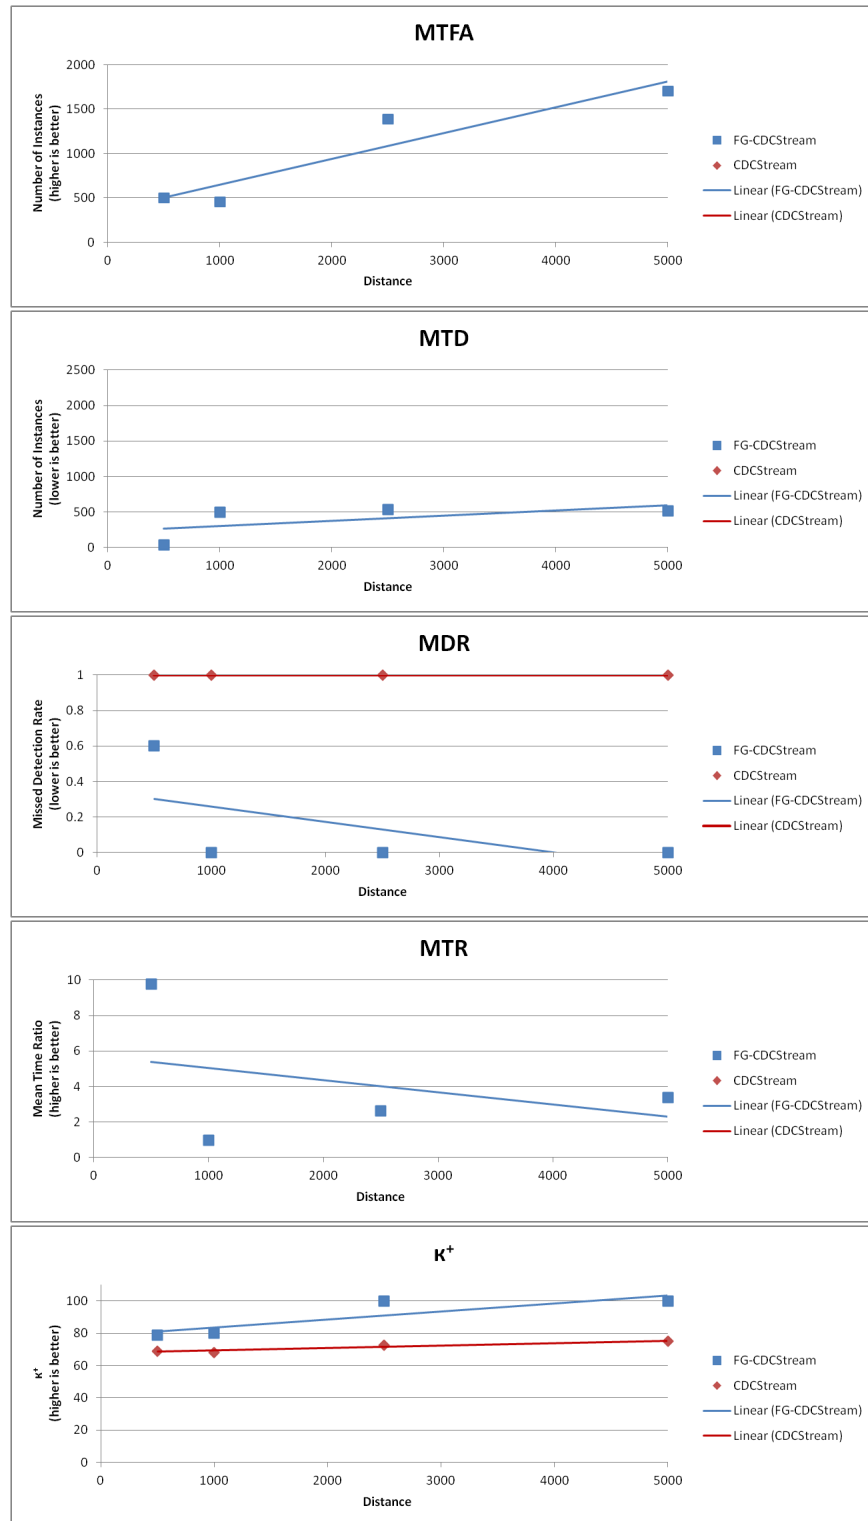 MTFA
Number of Instances
(higher is better)
2000
1500
1000
500
0
0 1000 2000 3000 4000 5000
Distance
FG-CDCStream
CDCStream
Linear (FG-CDCStream)
Linear (CDCStream)
MTD
Number of Instances
(lower is better)
2500
2000
1500
1000
500
0
0 1000 2000 3000 4000 5000
Distance
FG-CDCStream
CDCStream
Linear (FG-CDCStream)
Linear (CDCStream)
MDR
Missed Detection Rate
(lower is better)
1
0.8
0.6
0.4
0.2
0
0 1000 2000 3000 4000 5000
Distance
FG-CDCStream
CDCStream
Linear (FG-CDCStream)
Linear (CDCStream)
MTR
Mean Time Ratio
(higher is better)
10
8
6
4
2
0
0 1000 2000 3000 4000 5000
Distance
FG-CDCStream
CDCStream
Linear (FG-CDCStream)
Linear (CDCStream)
κ⁺
κ⁺
(higher is better)
100
80
60
40
20
0
0 1000 2000 3000 4000 5000
Distance
FG-CDCStream
CDCStream
Linear (FG-CDCStream)
Linear (CDCStream)